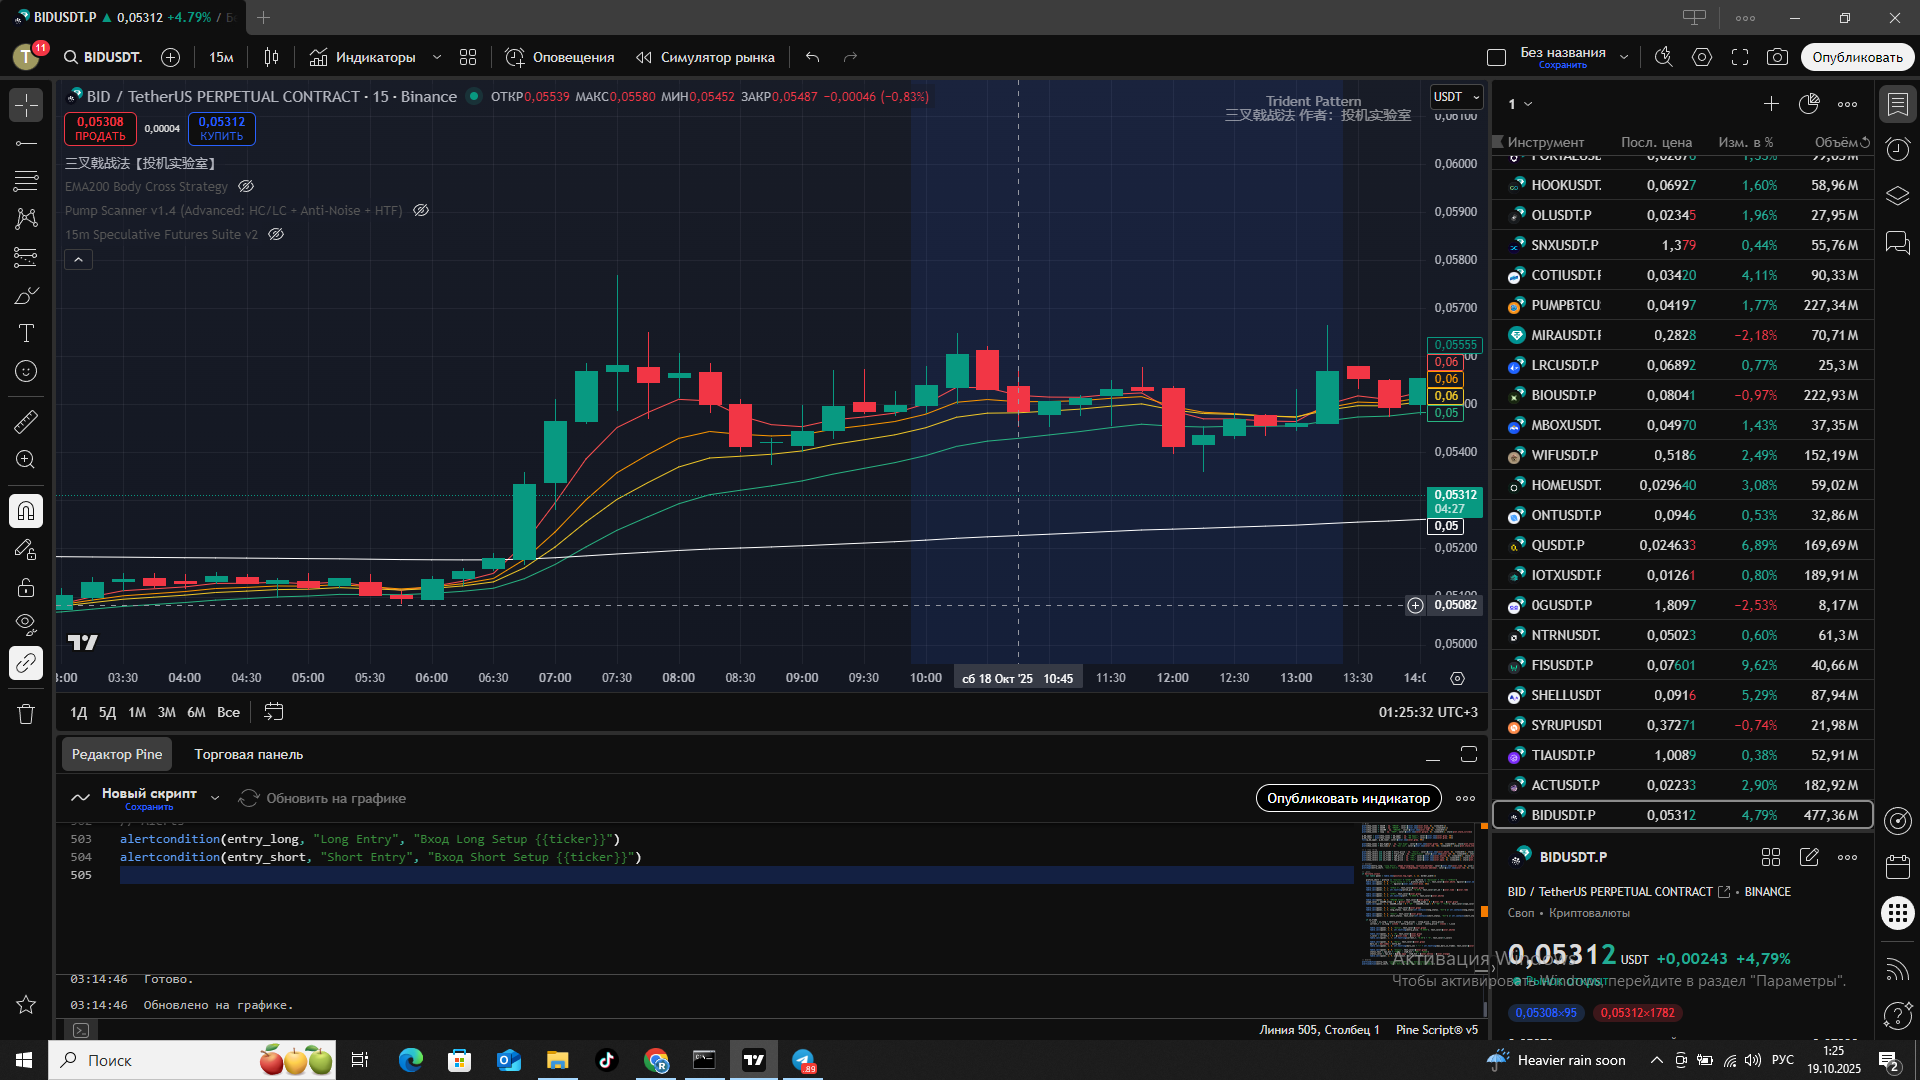 BIDUSDT.P ▲ 0,05312 +4.79% / Бе
T 11 BIDUSDT. 15м Индикаторы Оповещения Симулятор рынка Без названия Сохранить Опубликовать
BID / TetherUS PERPETUAL CONTRACT · 15 · Binance ОТКР0,05539 МАКС0,05580 МИН0,05452 ЗАКР0,05487 −0,00046 (−0,83%)
Trident Pattern
三叉戟战法 作者：投机实验室
USDT
0,05308 ПРОДАТЬ 0,00004 0,05312 КУПИТЬ
三叉戟战法【投机实验室】
EMA200 Body Cross Strategy
Pump Scanner v1.4 (Advanced: HC/LC + Anti-Noise + HTF)
15m Speculative Futures Suite v2
0,06100
0,06000
0,05900
0,05800
0,05700
0,05555
0,06
0,06
0,06
0,05
0,05400
0,05312
04:27
0,05
0,05200
0,05100
0,05082
0,05000
3:00 03:30 04:00 04:30 05:00 05:30 06:00 06:30 07:00 07:30 08:00 08:30 09:00 09:30 10:00 сб 18 Окт '25 10:45 11:30 12:00 12:30 13:00 13:30 14:0
1Д 5Д 1М 3М 6М Все 01:25:32 UTC+3
Редактор Pine Торговая панель
Новый скрипт Сохранить Обновить на графике Опубликовать индикатор
502 // Alerts
503 alertcondition(entry_long, "Long Entry", "Вход Long Setup {{ticker}}")
504 alertcondition(entry_short, "Short Entry", "Вход Short Setup {{ticker}}")
505
03:14:46 Готово.
03:14:46 Обновлено на графике.
Линия 505, Столбец 1 Pine Script® v5
1
Инструмент Посл. цена Изм. в % Объём
PORTALUSD 0,02676 1,33% 99,63 M
HOOKUSDT. 0,06927 1,60% 58,96 M
OLUSDT.P 0,02345 1,96% 27,95 M
SNXUSDT.P 1,379 0,44% 55,76 M
COTIUSDT.F 0,03420 4,11% 90,33 M
PUMPBTCU: 0,04197 1,77% 227,34 M
MIRAUSDT.F 0,2828 −2,18% 70,71 M
LRCUSDT.P 0,06892 0,77% 25,3 M
BIOUSDT.P 0,08041 −0,97% 222,93 M
MBOXUSDT. 0,04970 1,43% 37,35 M
WIFUSDT.P 0,5186 2,49% 152,19 M
HOMEUSDT. 0,029640 3,08% 59,02 M
ONTUSDT.P 0,0946 0,53% 32,86 M
QUSDT.P 0,024633 6,89% 169,69 M
IOTXUSDT.F 0,01261 0,80% 189,91 M
0GUSDT.P 1,8097 −2,53% 8,17 M
NTRNUSDT. 0,05023 0,60% 61,3 M
FISUSDT.P 0,07601 9,62% 40,66 M
SHELLUSDT 0,0916 5,29% 87,94 M
SYRUPUSDT 0,37271 −0,74% 21,98 M
TIAUSDT.P 1,0089 0,38% 52,91 M
ACTUSDT.P 0,02233 2,90% 182,92 M
BIDUSDT.P 0,05312 4,79% 477,36 M
BIDUSDT.P
BID / TetherUS PERPETUAL CONTRACT • BINANCE
Своп • Криптовалюты
0,05312 USDT +0,00243 +4,79%
Рынок открыт
0,05308×95 0,05312×1782
Активация Windows
Чтобы активировать Windows, перейдите в раздел "Параметры".
Поиск
89
Heavier rain soon РУС 1:25 19.10.2025 2